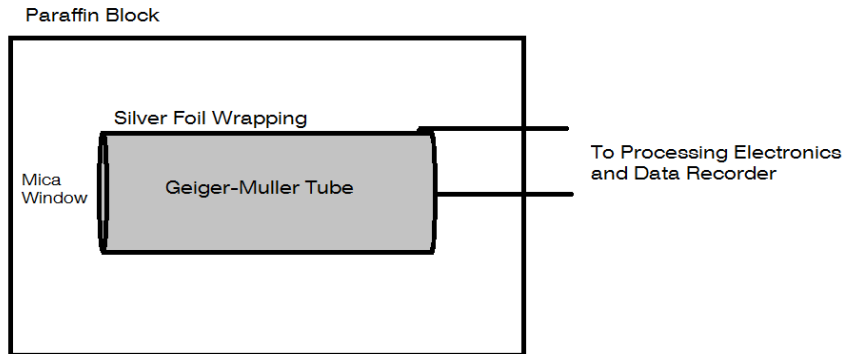 Paraffin Block
Silver Foil Wrapping
Mica
Window
Geiger-Muller Tube
To Processing Electronics
and Data Recorder